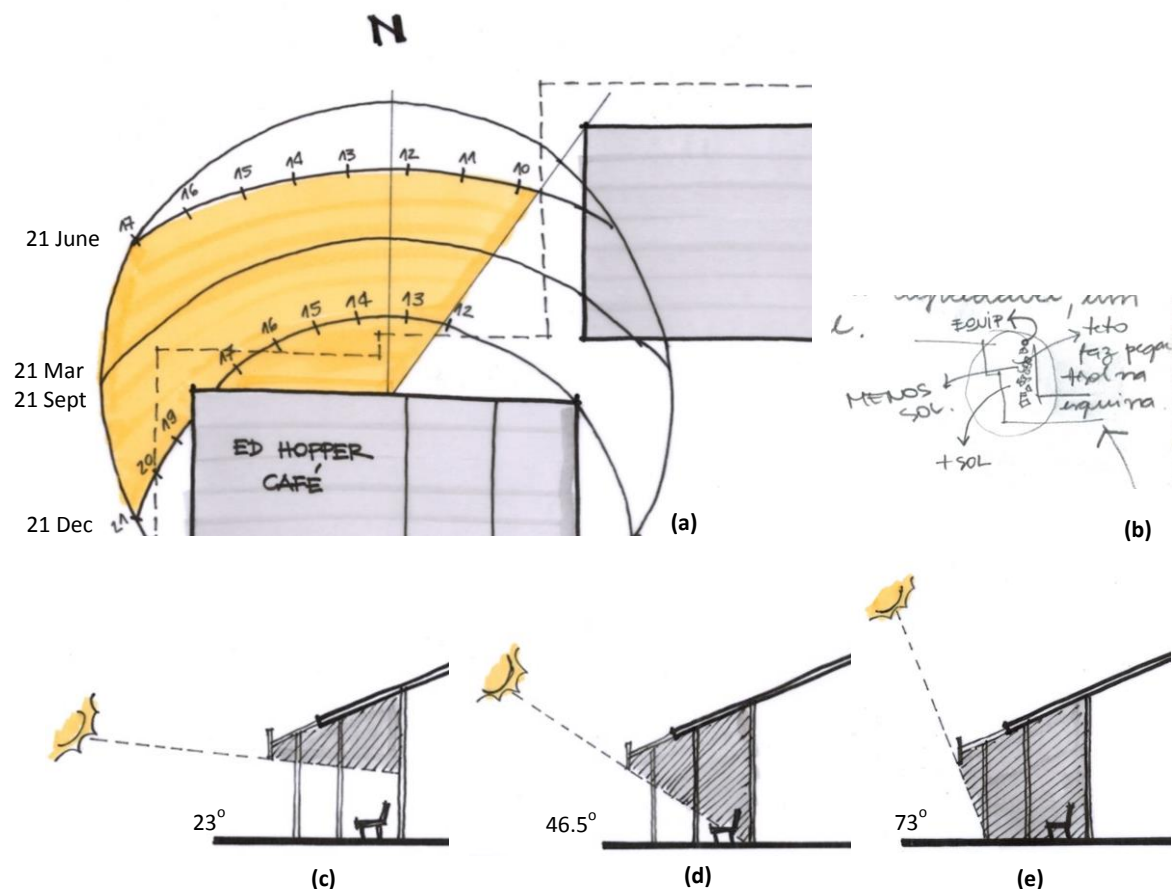 N
17
16
15
14
13
12
11
10
21 June
17
16
15
14
13
12
21 Mar
21 Sept
19
20
21
21 Dec
ED HOPPER
CAFÉ
(a)
um
e.
EQUIP
teto
faz pegar
+ sol na
esquina.
MENOS
SOL.
+SOL
(b)
23°
(c)
46.5°
(d)
73°
(e)